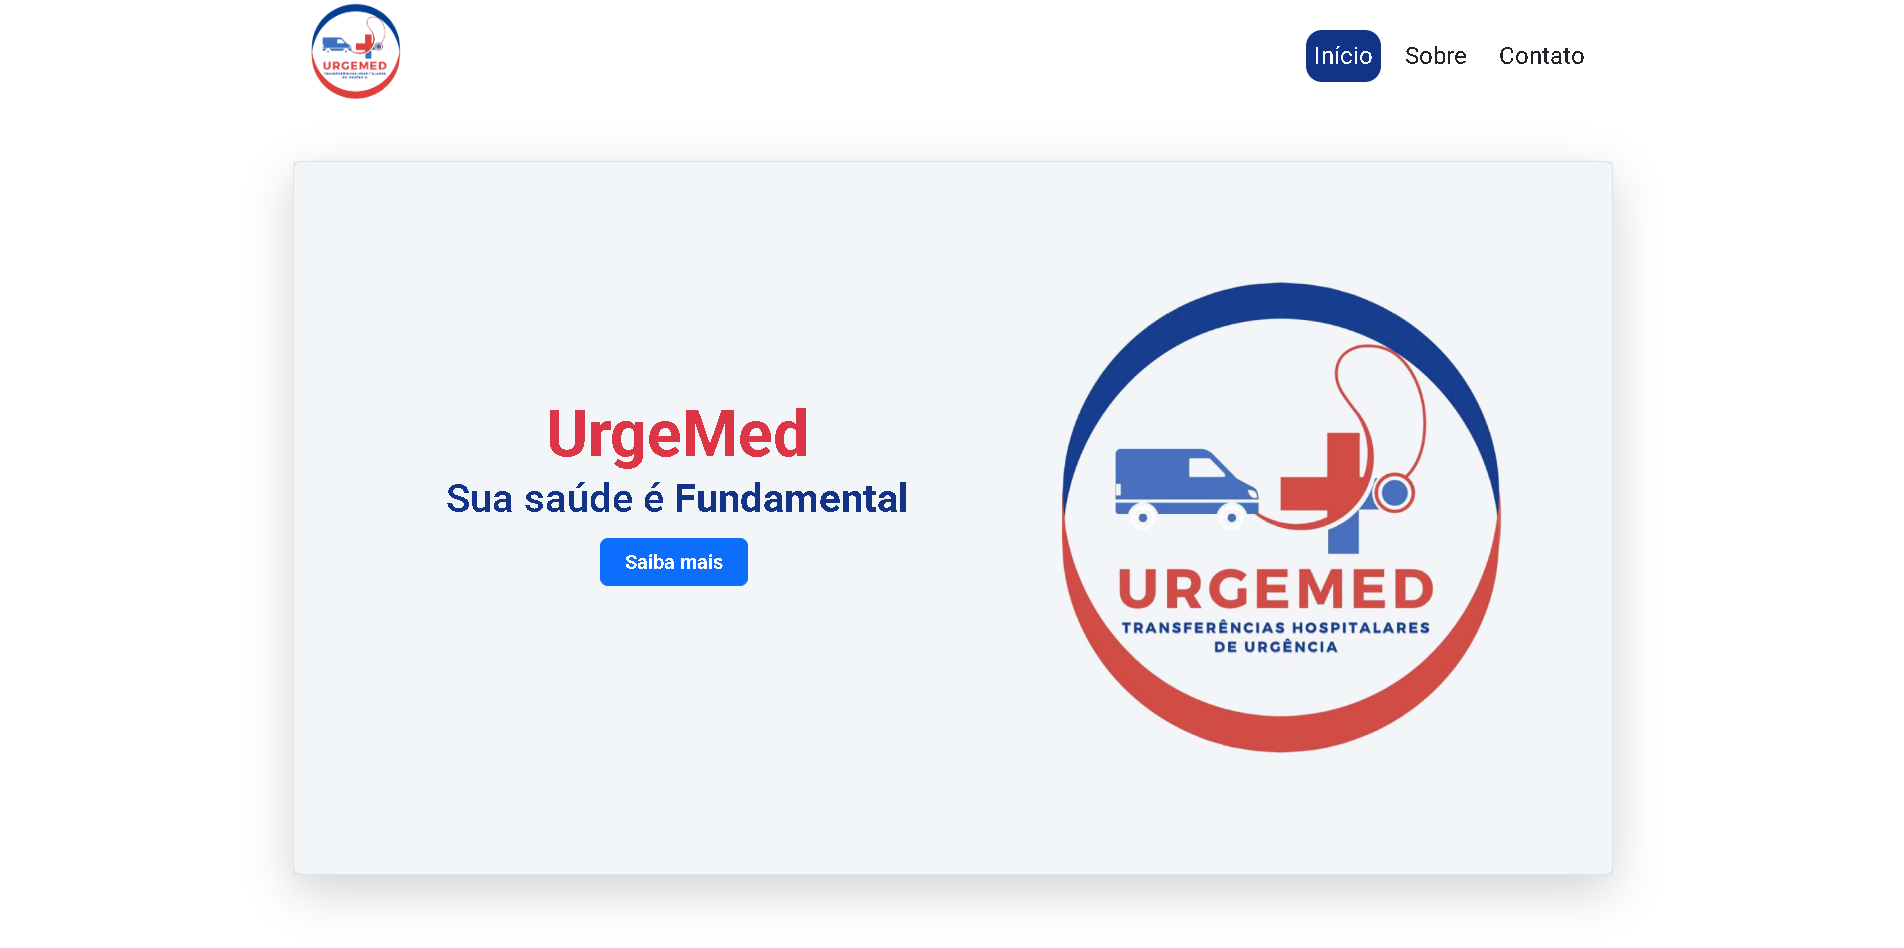 URGEMED
TRANSFERÊNCIAS HOSPITALARES
DE URGÊNCIA
Início
Sobre
Contato
UrgeMed
Sua saúde é Fundamental
Saiba mais
URGEMED
TRANSFERÊNCIAS HOSPITALARES
DE URGÊNCIA